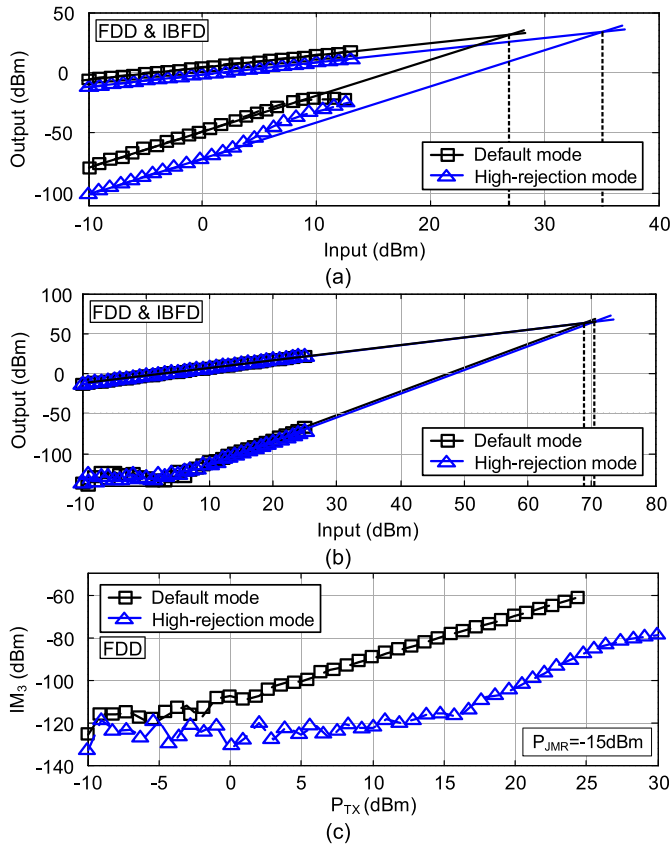 50
FDD & IBFD
0
-50
-100
Output (dBm)
Default mode
High-rejection mode
-10 0 10 20 30 40
Input (dBm)
(a)
100
FDD & IBFD
50
0
-50
-100
Output (dBm)
Default mode
High-rejection mode
-10 0 10 20 30 40 50 60 70 80
Input (dBm)
(b)
-60
Default mode
High-rejection mode
-80
FDD
-100
-120
-140
IM3 (dBm)
PJMR=-15dBm
-10 -5 0 5 10 15 20 25 30
PTX (dBm)
(c)